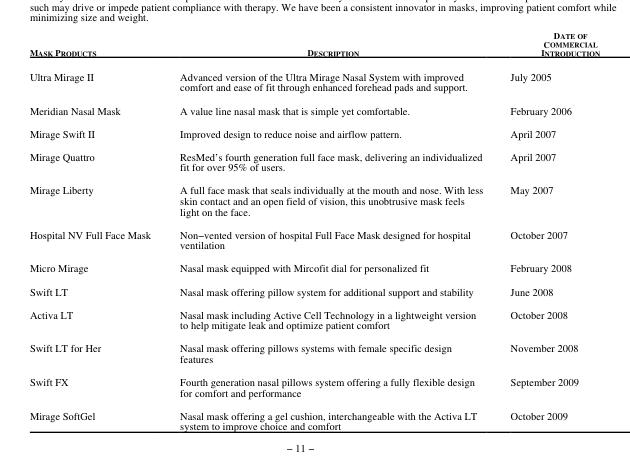 such may drive or impede patient compliance with therapy. We have been a consistent innovator in masks, improving patient comfort while
minimizing size and weight.
MASK PRODUCTS DESCRIPTION DATE OF COMMERCIAL INTRODUCTION
Ultra Mirage II Advanced version of the Ultra Mirage Nasal System with improved July 2005
comfort and ease of fit through enhanced forehead pads and support.
Meridian Nasal Mask A value line nasal mask that is simple yet comfortable. February 2006
Mirage Swift II Improved design to reduce noise and airflow pattern. April 2007
Mirage Quattro ResMed's fourth generation full face mask, delivering an individualized April 2007
fit for over 95% of users.
Mirage Liberty A full face mask that seals individually at the mouth and nose. With less May 2007
skin contact and an open field of vision, this unobtrusive mask feels
light on the face.
Hospital NV Full Face Mask Non−vented version of hospital Full Face Mask designed for hospital October 2007
ventilation
Micro Mirage Nasal mask equipped with Mircofit dial for personalized fit February 2008
Swift LT Nasal mask offering pillow system for additional support and stability June 2008
Activa LT Nasal mask including Active Cell Technology in a lightweight version October 2008
to help mitigate leak and optimize patient comfort
Swift LT for Her Nasal mask offering pillows systems with female specific design November 2008
features
Swift FX Fourth generation nasal pillows system offering a fully flexible design September 2009
for comfort and performance
Mirage SoftGel Nasal mask offering a gel cushion, interchangeable with the Activa LT October 2009
system to improve choice and comfort
– 11 –